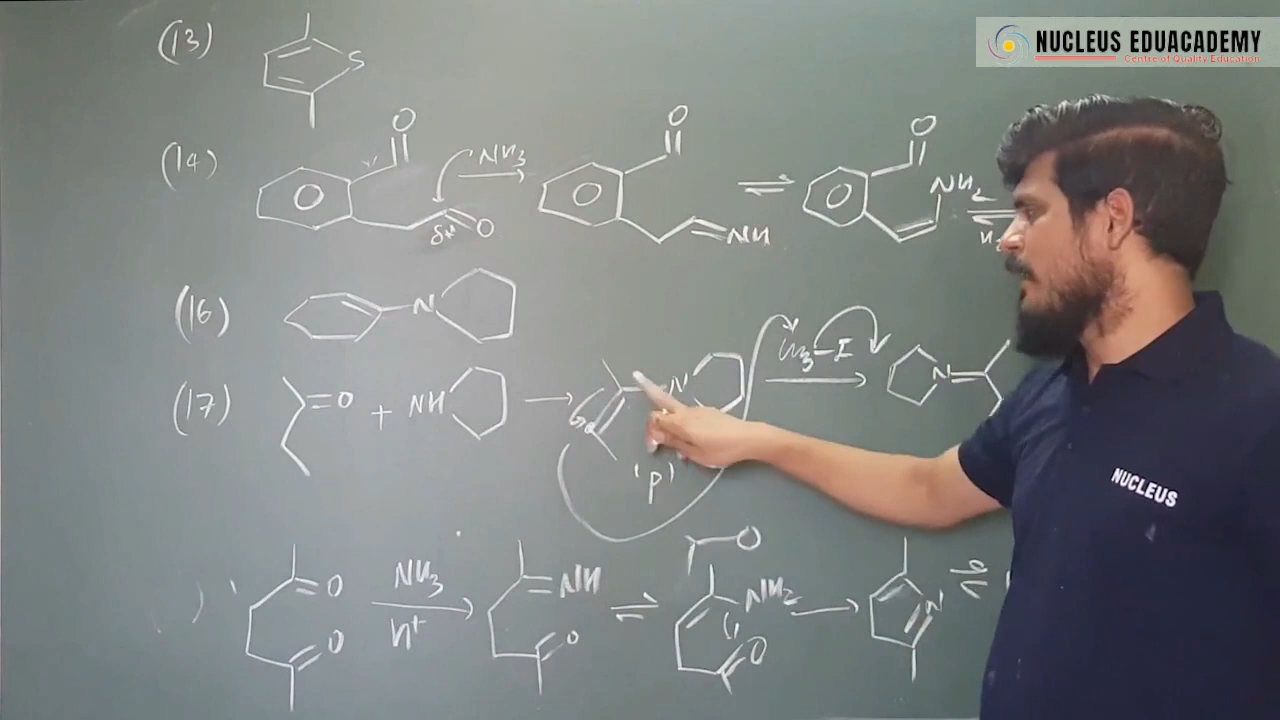 NUCLEUS EDUACADEMY
Centre of Quality Education
(13)
S
(14)
O
NH3
δ+
O
O
NH
O
NH2
(16)
N
(17)
=O + NH
N
'P'
CH3-I
N
O
O
NH3
H+
NH
O
O
NH2
O
N
NUCLEUS